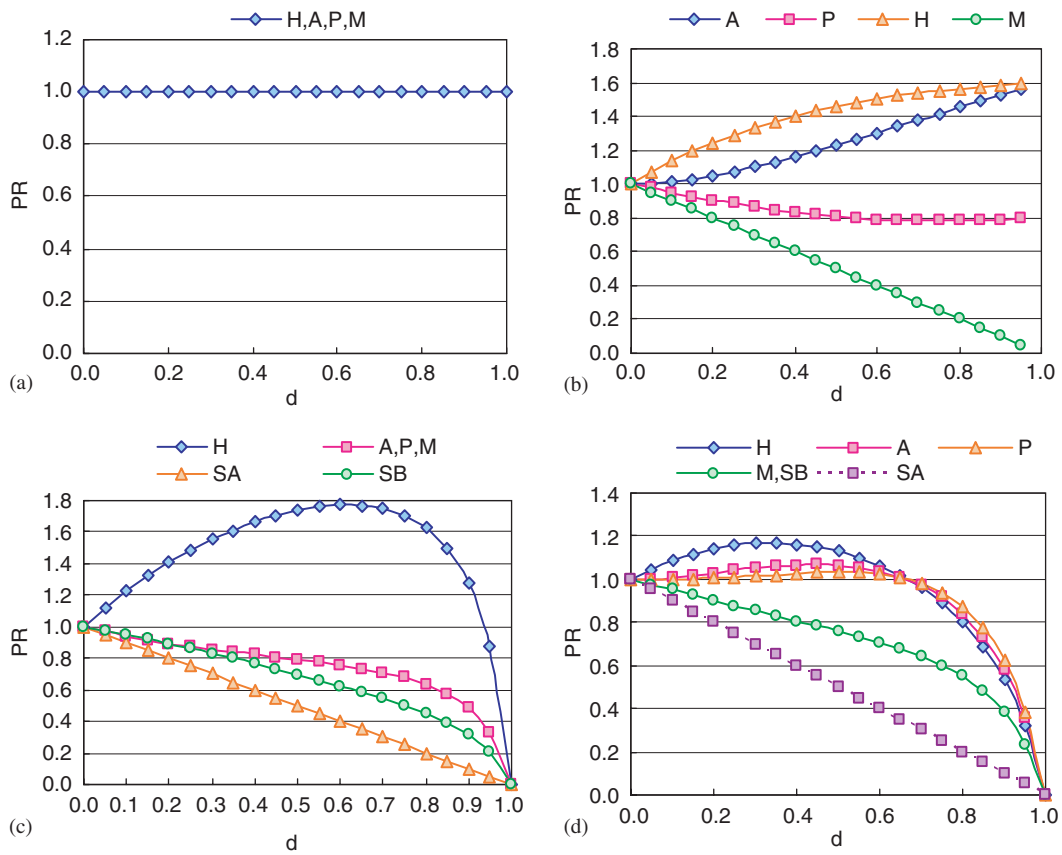 H,A,P,M
1.2
1.0
0.8
0.6
0.4
0.2
0.0
PR
0.0 0.2 0.4 0.6 0.8 1.0
d
(a)
A P H M
1.8
1.6
1.4
1.2
1.0
0.8
0.6
0.4
0.2
0.0
PR
0.0 0.2 0.4 0.6 0.8 1.0
d
(b)
H A,P,M
SA SB
1.8
1.6
1.4
1.2
1.0
0.8
0.6
0.4
0.2
0.0
PR
0.0 0.1 0.2 0.3 0.4 0.5 0.6 0.7 0.8 0.9 1.0
d
(c)
H A P
M,SB SA
1.4
1.2
1.0
0.8
0.6
0.4
0.2
0.0
PR
0.0 0.2 0.4 0.6 0.8 1.0
d
(d)